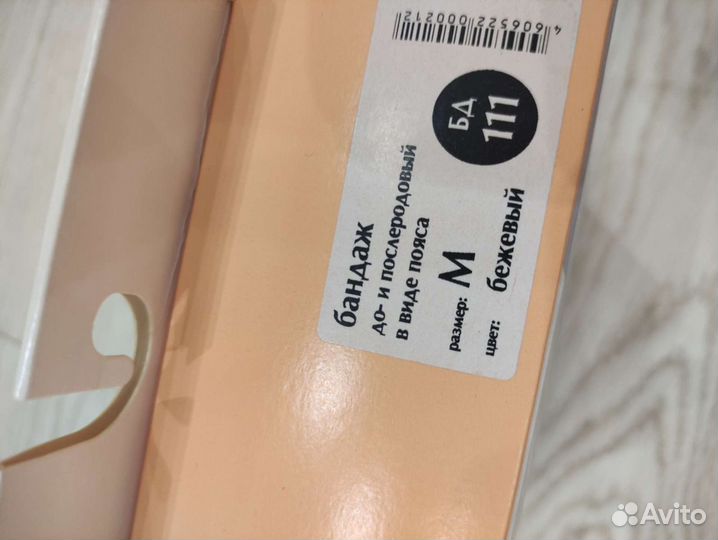 4 606522 000212
БД
111
бандаж
до- и послеродовый
в виде пояса
размер: M
цвет: бежевый
Avito